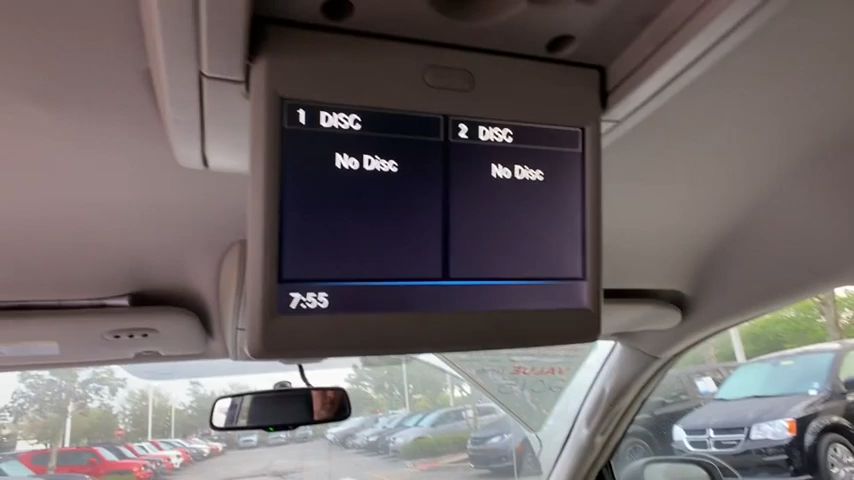 1 DISC
2 DISC
No Disc
No Disc
7:55